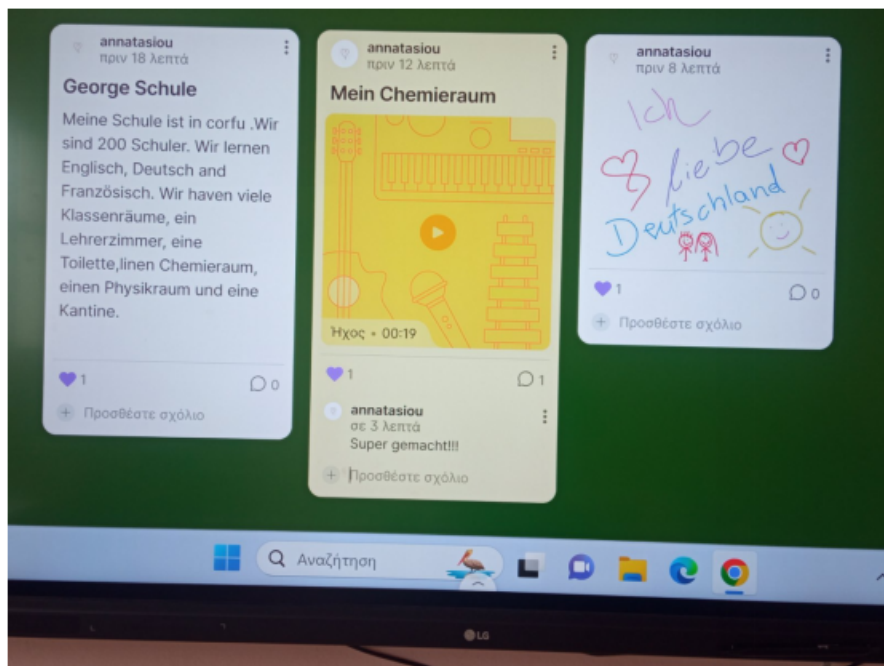 annatasiou
πριν 18 λεπτά
George Schule
Meine Schule ist in corfu .Wir
sind 200 Schuler. Wir lernen
Englisch, Deutsch and
Französisch. Wir haven viele
Klassenräume, ein
Lehrerzimmer, eine
Toilette,linen Chemieraum,
einen Physikraum und eine
Kantine.
1
0
Προσθέστε σχόλιο
annatasiou
πριν 12 λεπτά
Mein Chemieraum
Ήχος • 00:19
1
1
annatasiou
σε 3 λεπτά
Super gemacht!!!
Προσθέστε σχόλιο
annatasiou
πριν 8 λεπτά
Ich
liebe
Deutschland
1
0
Προσθέστε σχόλιο
Αναζήτηση
LG